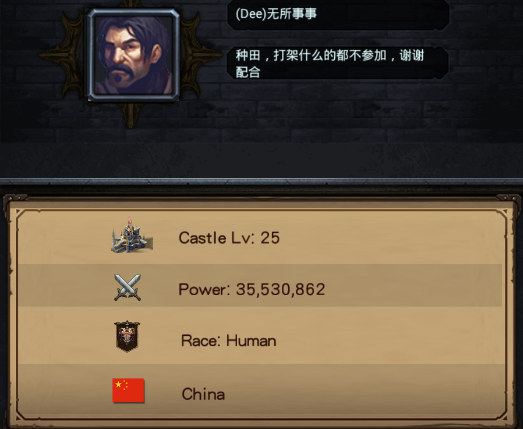 (Dee)无所事事
种田，打架什么的都不参加，谢谢
配合
Castle Lv: 25
Power: 35,530,862
Race: Human
China